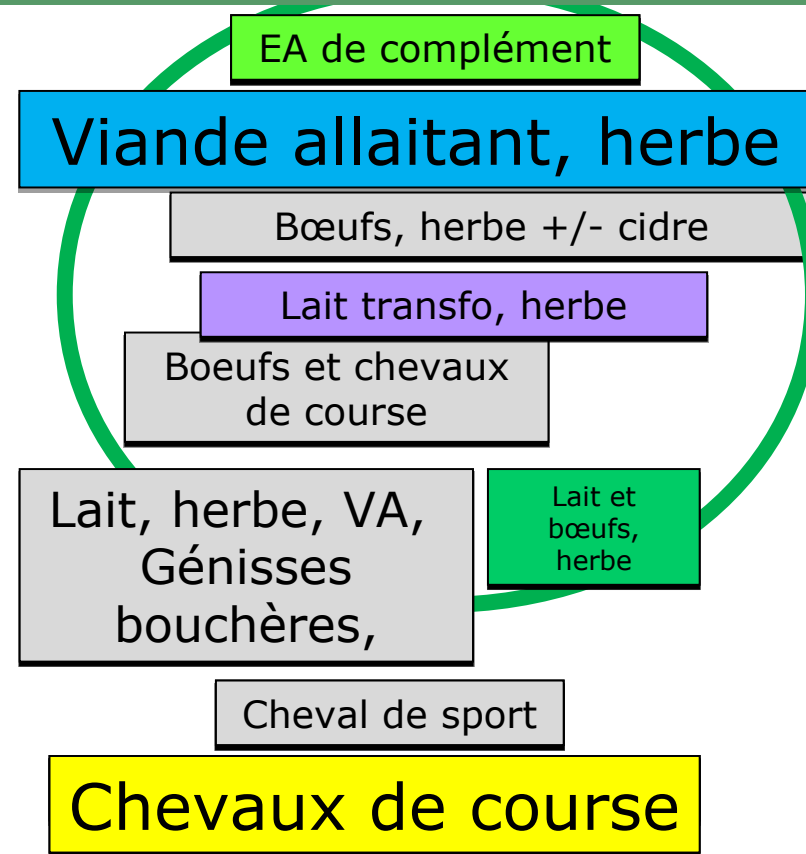 EA de complément
Viande allaitant, herbe
Bœufs, herbe +/- cidre
Lait transfo, herbe
Boeufs et chevaux
de course
Lait, herbe, VA,
Génisses
bouchères,
Lait et
bœufs,
herbe
Cheval de sport
Chevaux de course